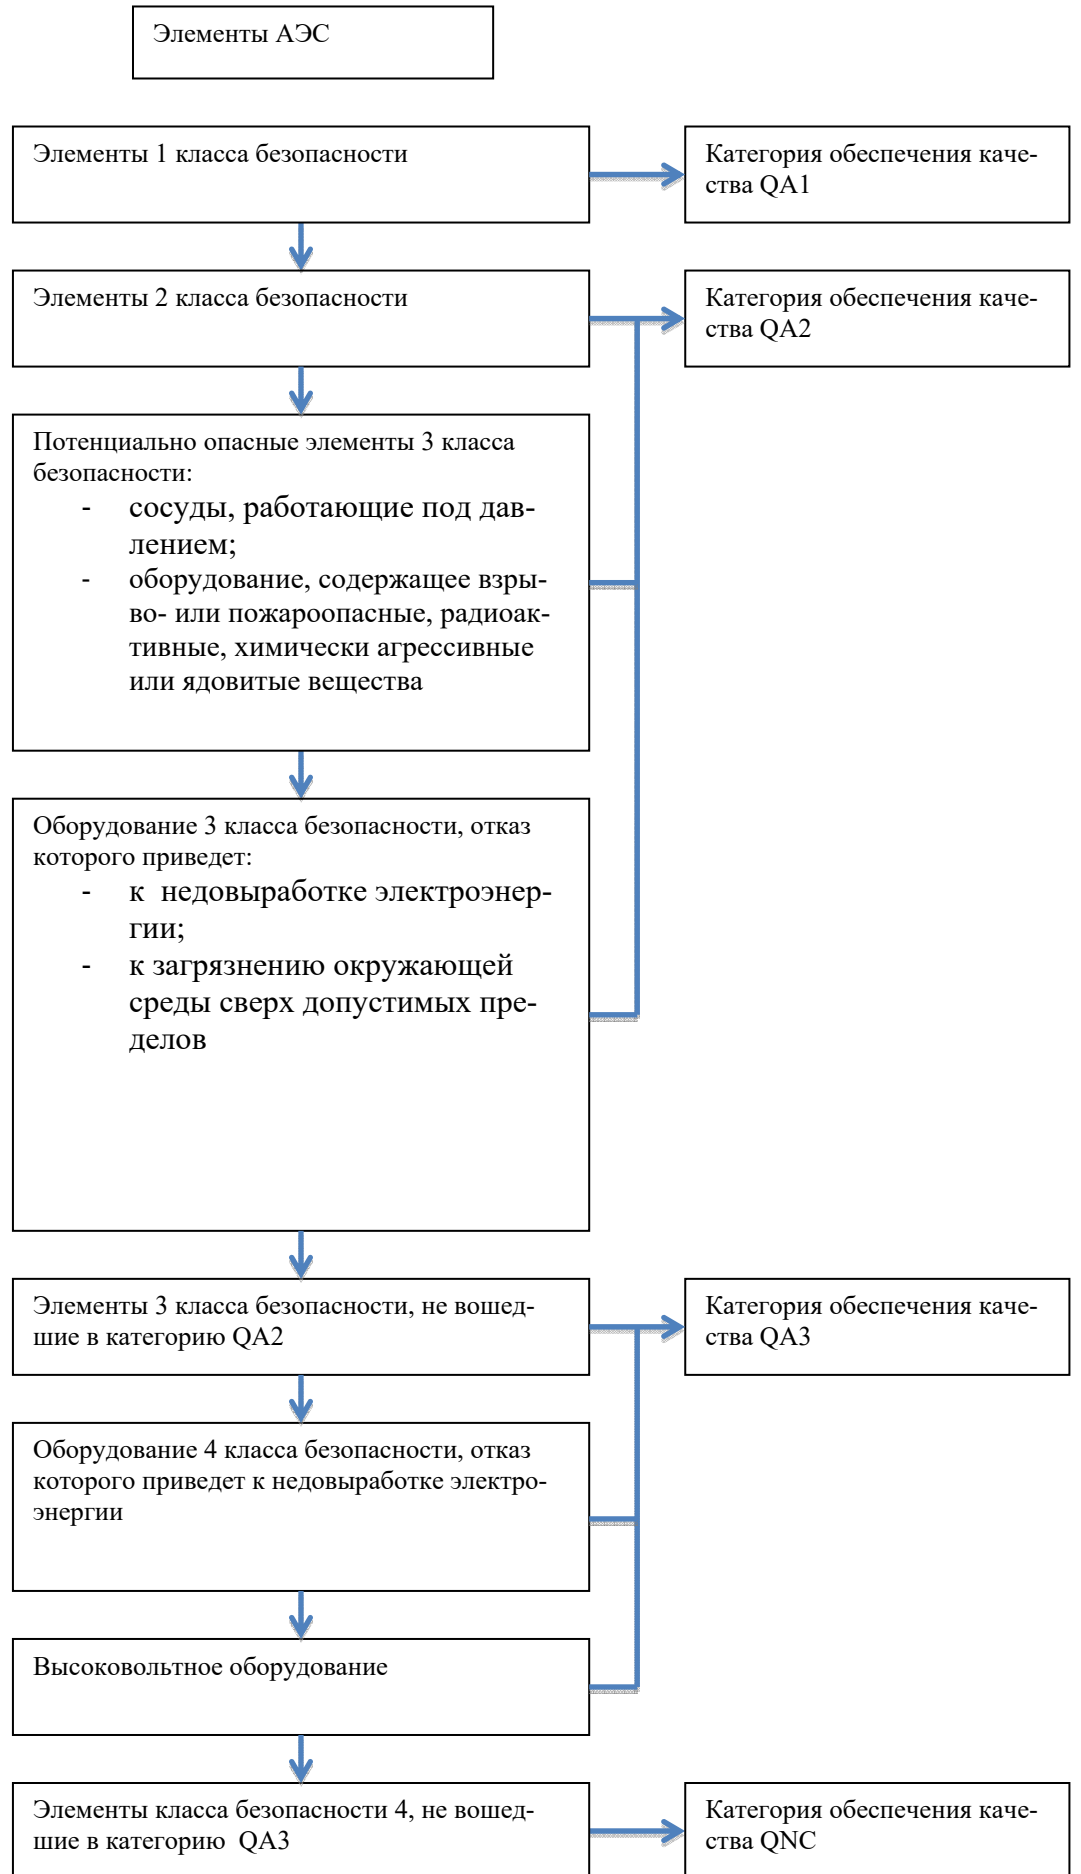 Элементы АЭС
Элементы 1 класса безопасности
Категория обеспечения каче-
ства QA1
Элементы 2 класса безопасности
Категория обеспечения каче-
ства QA2
Потенциально опасные элементы 3 класса
безопасности:
- сосуды, работающие под дав-
лением;
- оборудование, содержащее взры-
во- или пожароопасные, радиоак-
тивные, химически агрессивные
или ядовитые вещества
Оборудование 3 класса безопасности, отказ
которого приведет:
- к недовыработке электроэнер-
гии;
- к загрязнению окружающей
среды сверх допустимых пре-
делов
Элементы 3 класса безопасности, не вошед-
шие в категорию QA2
Категория обеспечения каче-
ства QA3
Оборудование 4 класса безопасности, отказ
которого приведет к недовыработке электро-
энергии
Высоковольтное оборудование
Элементы класса безопасности 4, не вошед-
шие в категорию QA3
Категория обеспечения каче-
ства QNC